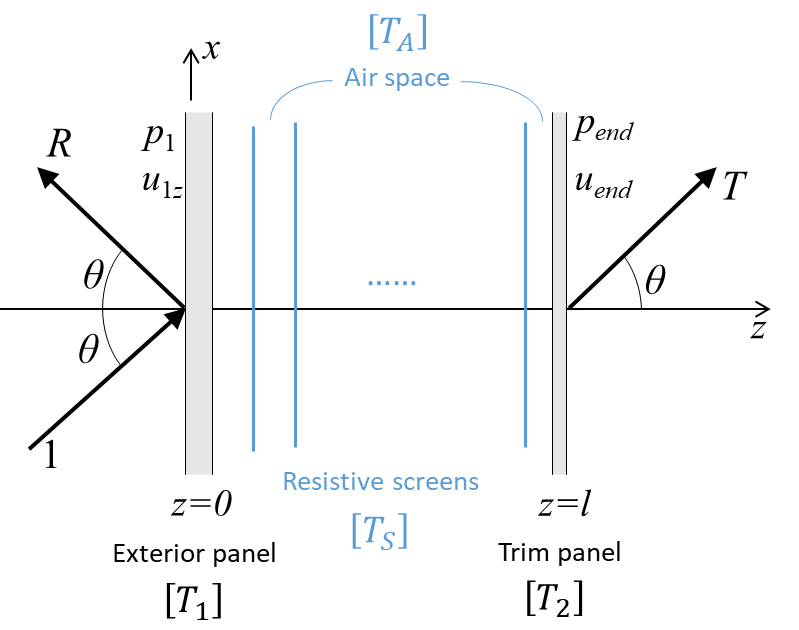 [T_A]
Air space
x
p_1
p_end
R
u_1z
u_end
T
θ
θ
......
θ
z
1
Resistive screens
z=0
[T_S]
z=l
Exterior panel
Trim panel
[T_1]
[T_2]